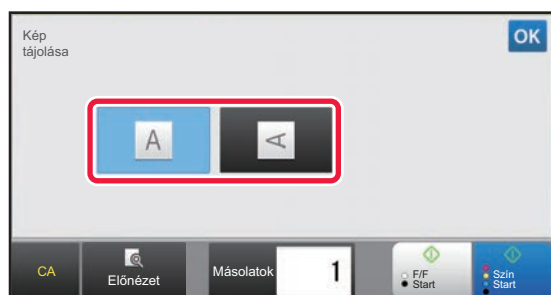 Kép
tájolása
OK
A
A
CA
Előnézet
Másolatok
1
F/F
Start
Szín
Start